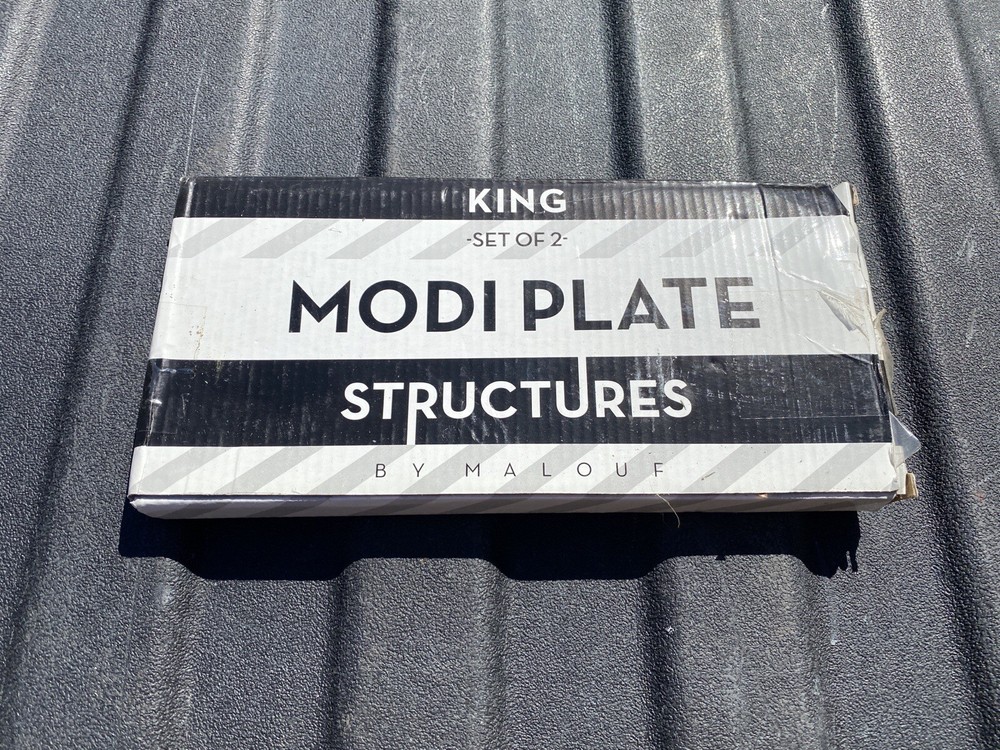 KING
-SET OF 2-
MODI PLATE
STRUCTURES
BY MALOUF